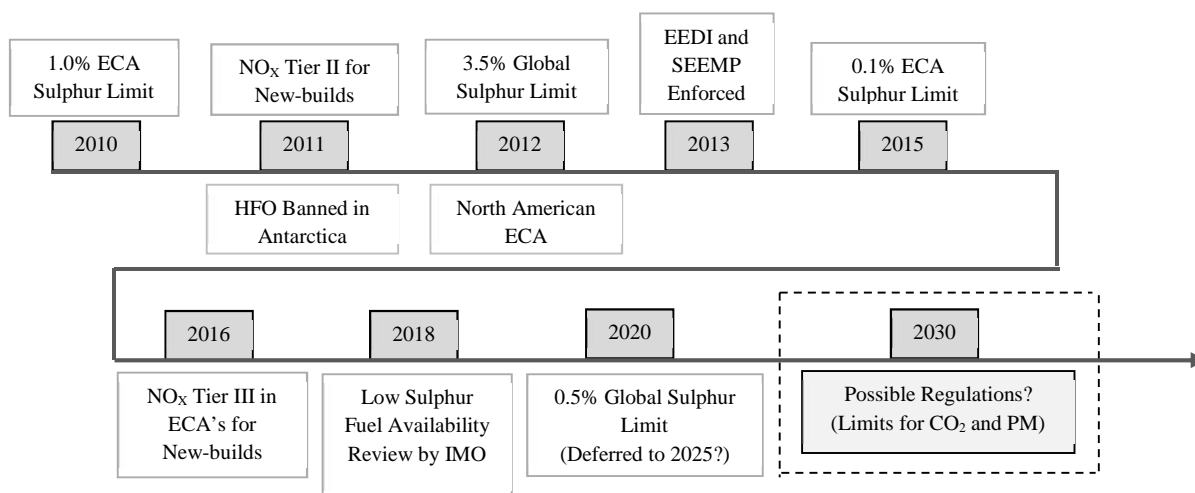 1.0% ECA
Sulphur Limit
NOX Tier II for
New-builds
3.5% Global
Sulphur Limit
EEDI and
SEEMP
Enforced
0.1% ECA
Sulphur Limit
2010
2011
2012
2013
2015
HFO Banned in
Antarctica
North American
ECA
2016
2018
2020
2030
NOX Tier III in
ECA’s for
New-builds
Low Sulphur
Fuel Availability
Review by IMO
0.5% Global Sulphur
Limit
(Deferred to 2025?)
Possible Regulations?
(Limits for CO2 and PM)